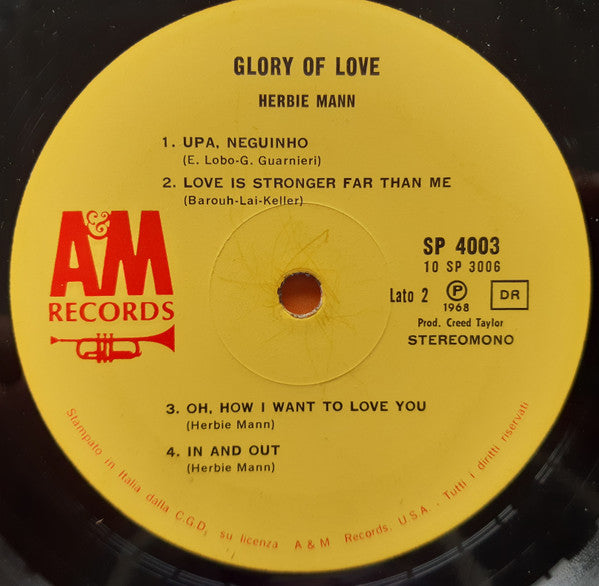 GLORY OF LOVE
HERBIE MANN
1. UPA, NEGUINHO
(E. Lobo-G. Guarnieri)
2. LOVE IS STRONGER FAR THAN ME
(Barouh-Lai-Keller)
A&M
RECORDS
SP 4003
10 SP 3006
Lato 2 Ⓟ DR
1968
Prod. Creed Taylor
STEREOMONO
3. OH, HOW I WANT TO LOVE YOU
(Herbie Mann)
4. IN AND OUT
(Herbie Mann)
Stampato in Italia dalla C.G.D. su licenza A & M Records. U.S.A. Tutti i diritti riservati